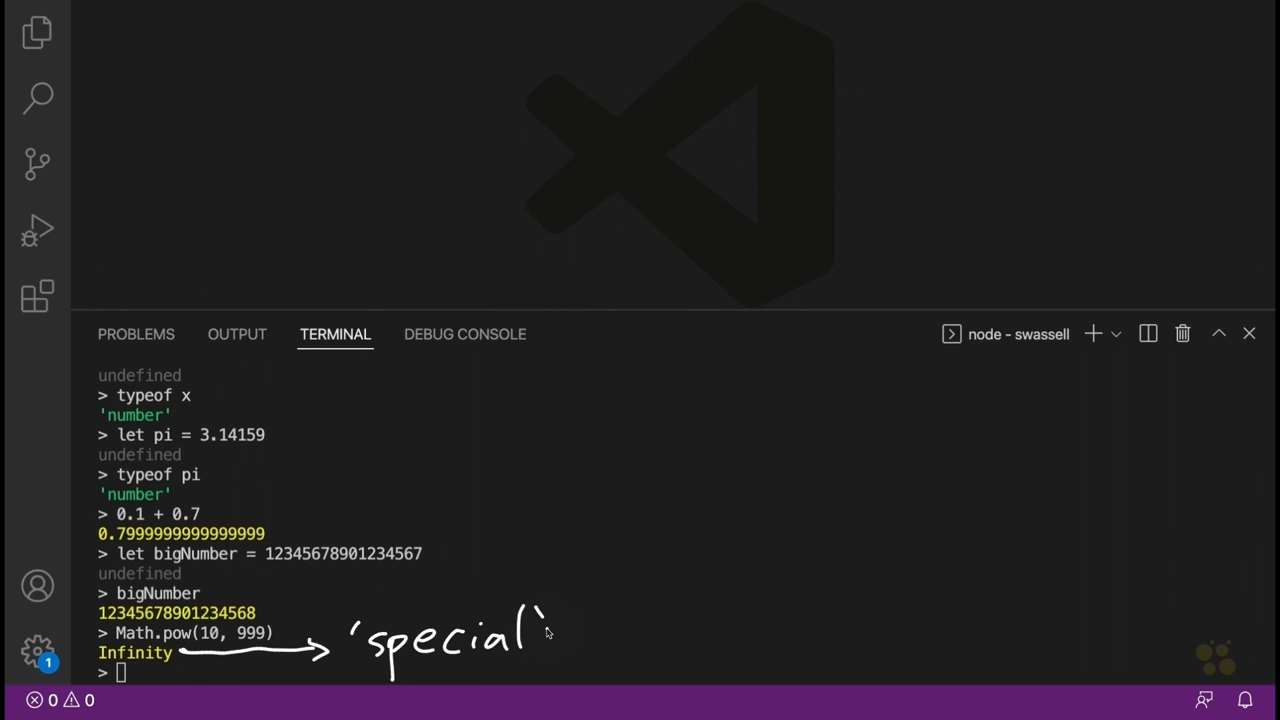 PROBLEMS OUTPUT TERMINAL DEBUG CONSOLE node - swassell
undefined
> typeof x
'number'
> let pi = 3.14159
undefined
> typeof pi
'number'
> 0.1 + 0.7
0.7999999999999999
> let bigNumber = 12345678901234567
undefined
> bigNumber
12345678901234568
> Math.pow(10, 999)
Infinity → 'special'
>
1
0 0